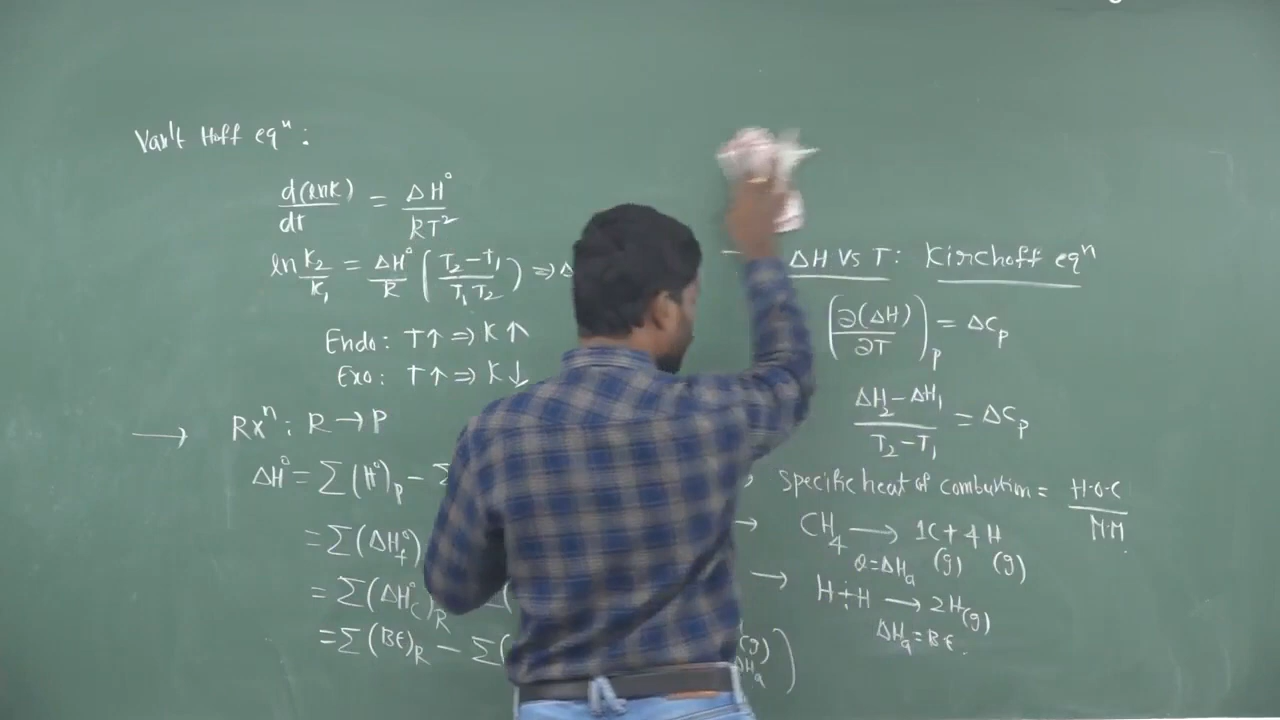 Van't Hoff eqⁿ:
d(lnk)/dt = ΔH°/RT²
ln K₂/K₁ = ΔH°/R (T₂-T₁/T₁T₂) ⇒ Δ
Endo: T↑ ⇒ K↑
Exo: T↑ ⇒ K↓
→ Rxⁿ: R → P
ΔH° = Σ(H°)ₚ - Σ
= Σ(ΔH°f)
= Σ(ΔH°C)R
= Σ(BE)R - Σ(
(g)
ΔHa)
ΔH Vs T: Kirchoff eqⁿ
(∂(ΔH)/∂T)p = ΔCp
ΔH₂-ΔH₁/T₂-T₁ = ΔCp
Specific heat of combustion = H.O.C/M.M.
→ CH₄ → 1C + 4H
Q=ΔHa (g) (g)
→ H÷H → 2H(g)
ΔHa = BE.